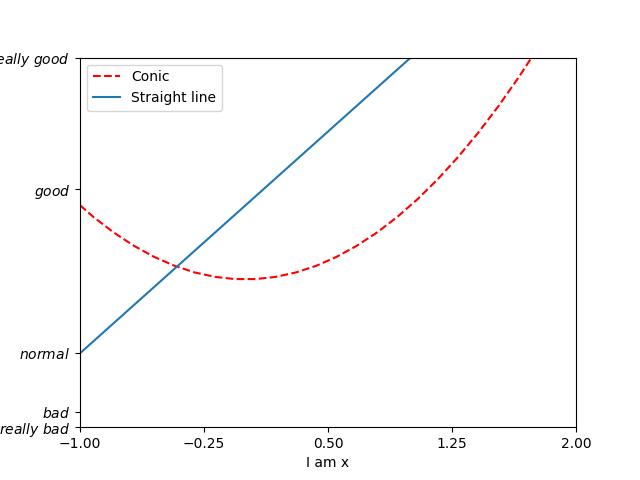 eally good
Conic
Straight line
good
normal
bad
really bad
−1.00 −0.25 0.50 1.25 2.00
I am x